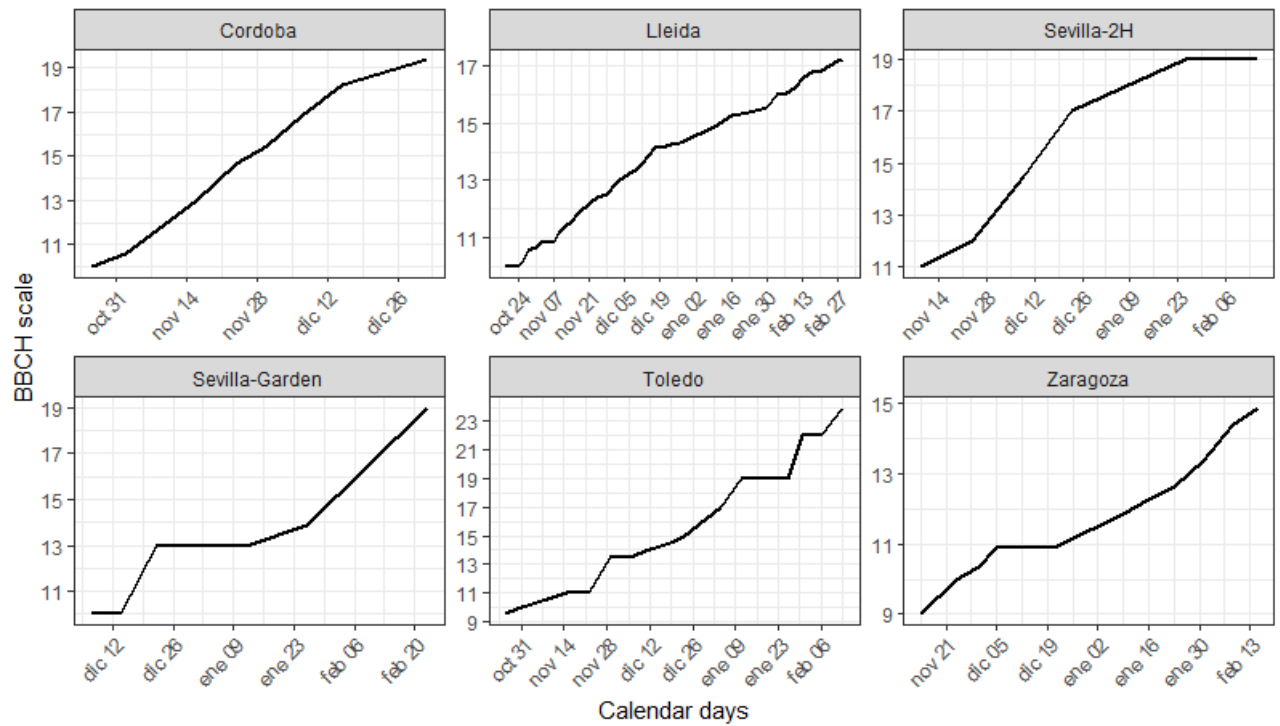 Cordoba
Lleida
Sevilla-2H
19
17
15
13
11
17
15
13
11
19
17
15
13
11
oct 31
nov 14
nov 28
dic 12
dic 26
oct 24
nov 07
nov 21
dic 05
dic 19
ene 02
ene 16
ene 30
feb 13
feb 27
nov 14
nov 28
dic 12
dic 26
ene 09
ene 23
feb 06
BBCH scale
Sevilla-Garden
Toledo
Zaragoza
19
17
15
13
11
23
21
19
17
15
13
11
9
15
13
11
9
dic 12
dic 26
ene 09
ene 23
feb 06
feb 20
oct 31
nov 14
nov 28
dic 12
dic 26
ene 09
ene 23
feb 06
nov 21
dic 05
dic 19
ene 02
ene 16
ene 30
feb 13
Calendar days